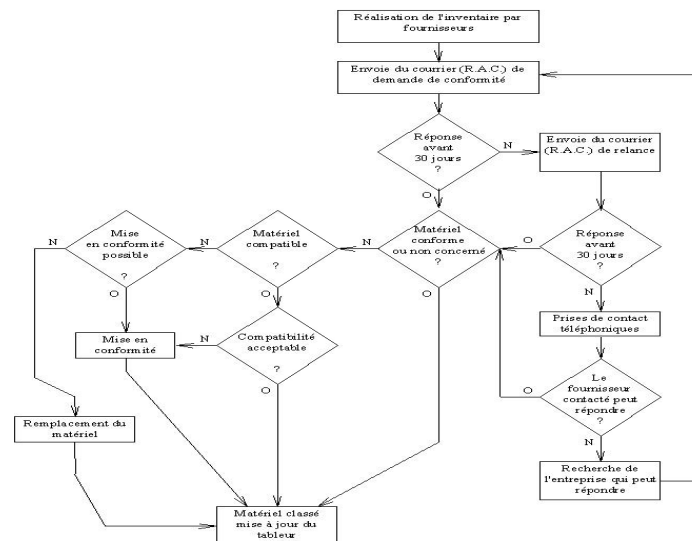 Réalisation de l'inventaire par
fournisseurs
Envoie du courrier (R.A.C.) de
demande de conformité
Réponse
avant
30 jours
?
N
O
Envoie du courrier
(R.A.C.) de relance
Mise
en conformité
possible
?
N
O
Matériel
compatible
?
N
O
Matériel
conforme
ou non concerné
?
N
O
Réponse
avant
30 jours
?
O
N
Mise en
conformité
N
Compatibilité
acceptable
?
O
Prises de contact
téléphoniques
Le
fournisseur
contacté peut
répondre
?
O
N
Remplacement du
matériel
Recherche de
l'entreprise qui peut
répondre
Matériel classé
mise à jour du
tableur